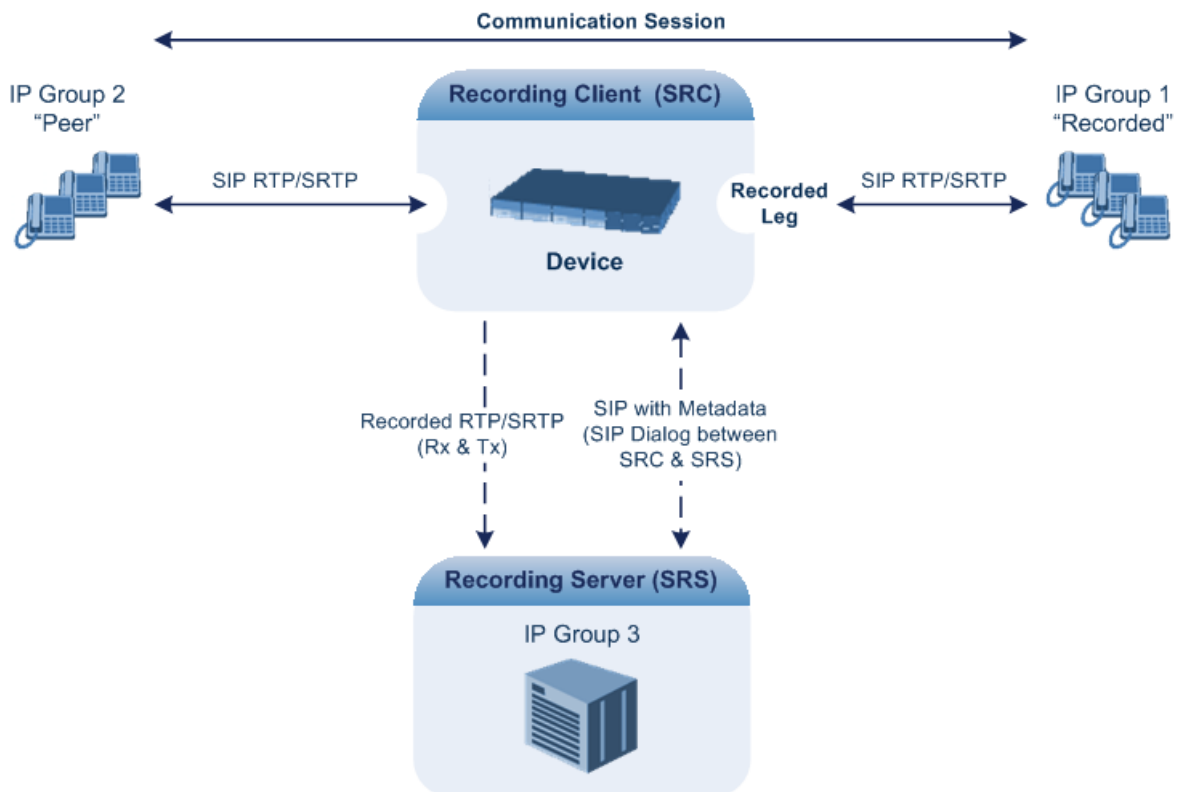 Communication Session
IP Group 2
“Peer”
Recording Client (SRC)
IP Group 1
“Recorded”
SIP RTP/SRTP
Recorded
Leg
SIP RTP/SRTP
Device
Recorded RTP/SRTP
(Rx & Tx)
SIP with Metadata
(SIP Dialog between
SRC & SRS)
Recording Server (SRS)
IP Group 3